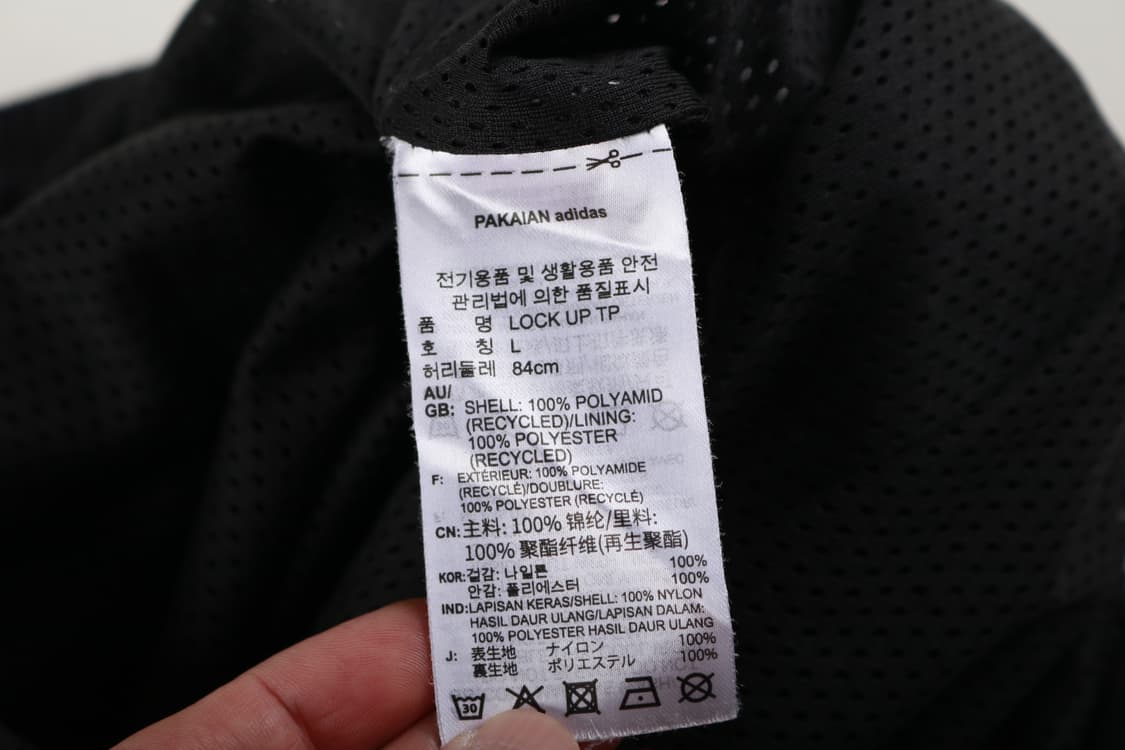 PAKAIAN adidas
전기용품 및 생활용품 안전
관리법에 의한 품질표시
품 명 LOCK UP TP
호 칭 L
허리둘레 84cm
AU/
GB: SHELL: 100% POLYAMID
(RECYCLED)/LINING:
100% POLYESTER
(RECYCLED)
F: EXTÉRIEUR: 100% POLYAMIDE
(RECYCLÉ)/DOUBLURE:
100% POLYESTER (RECYCLÉ)
CN: 主料: 100% 锦纶/里料:
100% 聚酯纤维(再生聚酯)
KOR: 겉감: 나일론 100%
안감: 폴리에스터 100%
IND: LAPISAN KERAS/SHELL: 100% NYLON
HASIL DAUR ULANG/LAPISAN DALAM:
100% POLYESTER HASIL DAUR ULANG
J: 表生地 ナイロン 100%
裏生地 ポリエステル 100%
30